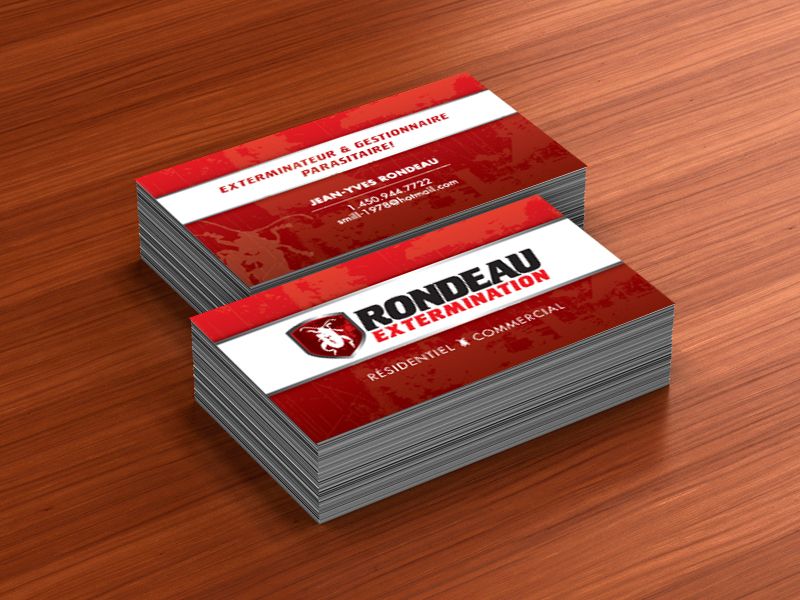 EXTERMINATEUR & GESTIONNAIRE
PARASITAIRE!
JEAN-YVES RONDEAU
1.450.944.7722
smill-1978@hotmail.com
RONDEAU
EXTERMINATION
RÉSIDENTIEL COMMERCIAL